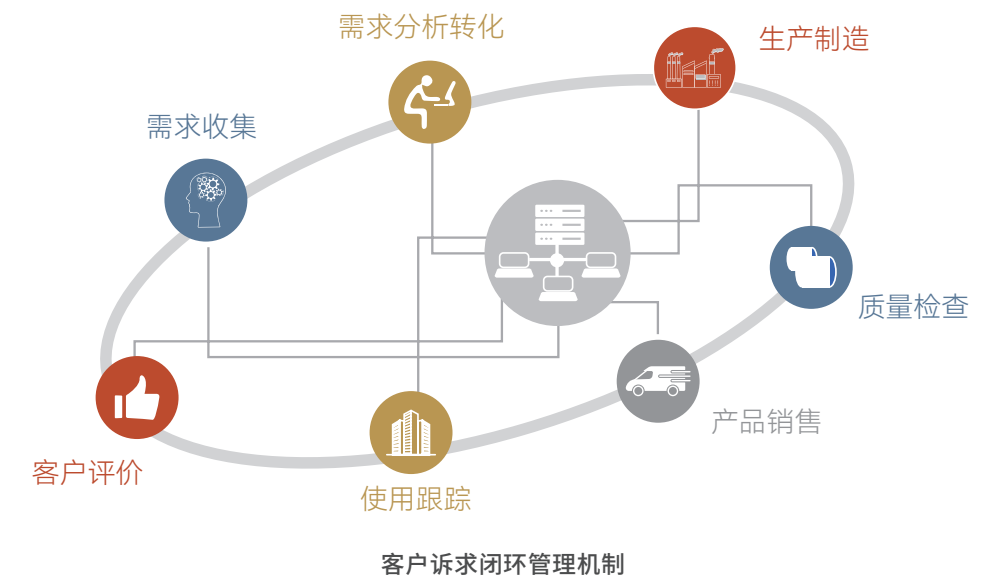 需求分析转化
生产制造
需求收集
质量检查
产品销售
客户评价
使用跟踪
客户诉求闭环管理机制